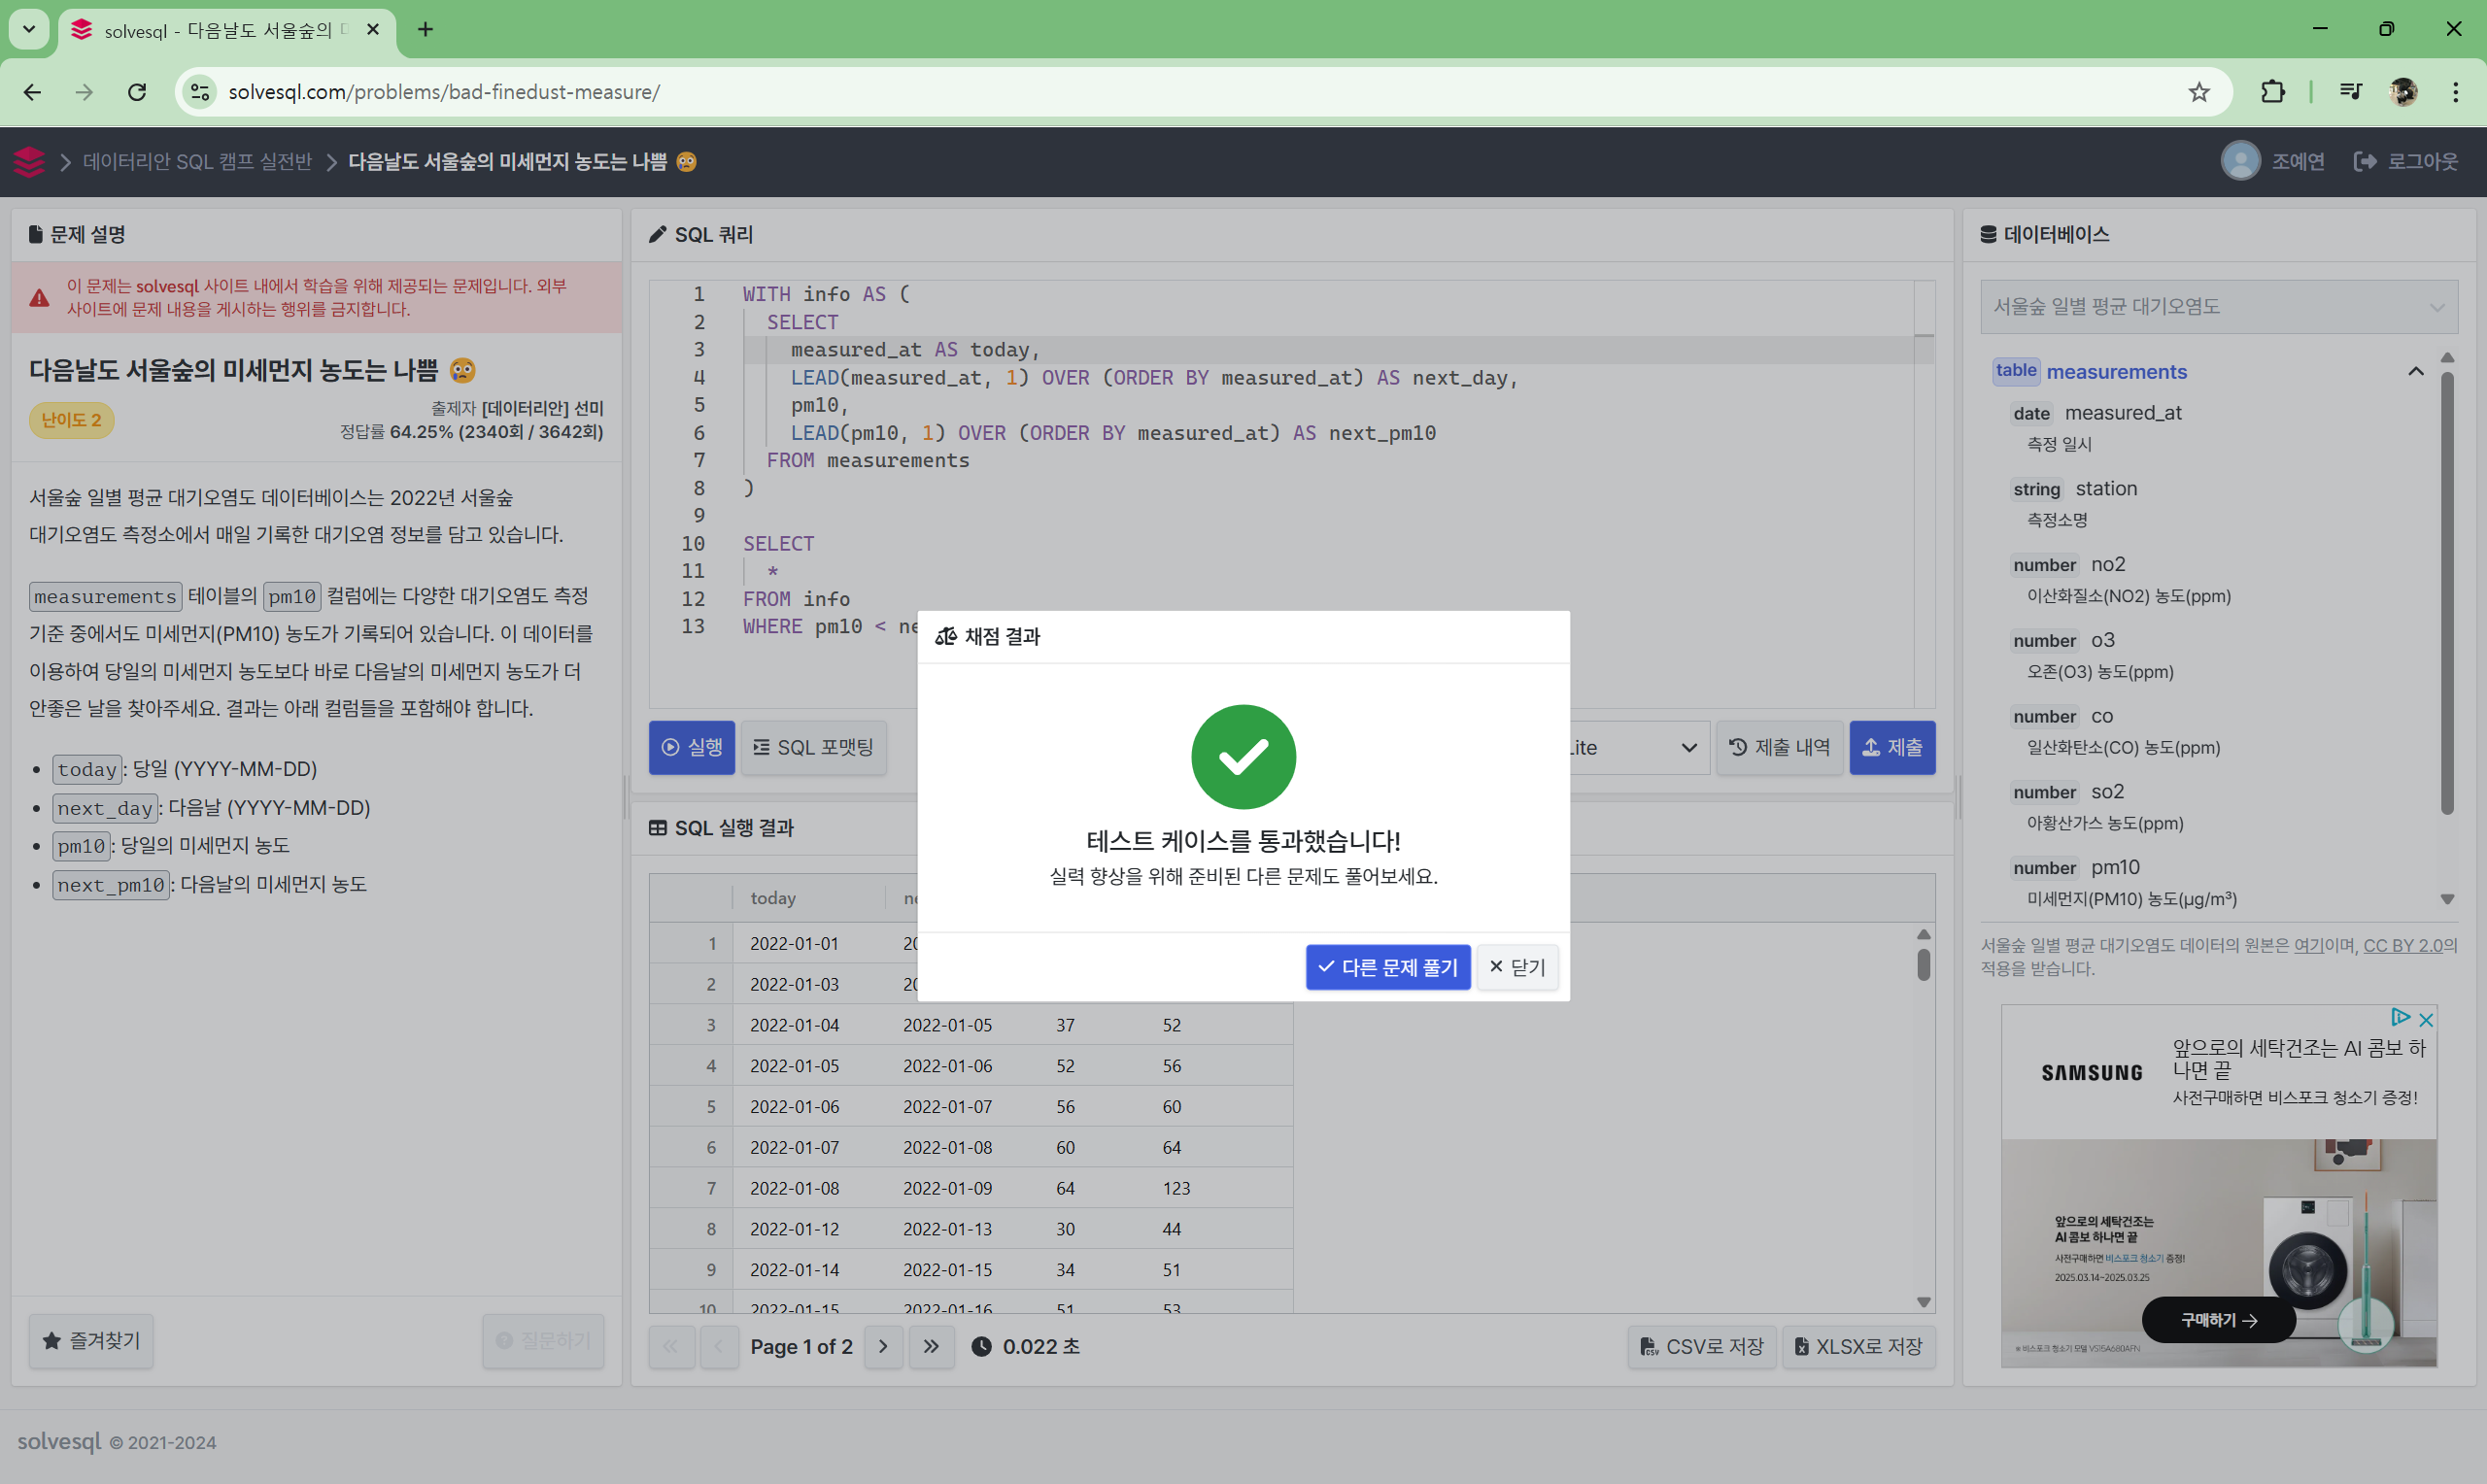 solvesql - 다음날도 서울숲의
solvesql.com/problems/bad-finedust-measure/
데이터리안 SQL 캠프 실전반
다음날도 서울숲의 미세먼지 농도는 나쁨 😢
조예연
로그아웃
문제 설명
이 문제는 solvesql 사이트 내에서 학습을 위해 제공되는 문제입니다. 외부
사이트에 문제 내용을 게시하는 행위를 금지합니다.
다음날도 서울숲의 미세먼지 농도는 나쁨 😢
난이도 2
출제자 [데이터리안] 선미
정답률 64.25% (2340회 / 3642회)
서울숲 일별 평균 대기오염도 데이터베이스는 2022년 서울숲
대기오염도 측정소에서 매일 기록한 대기오염 정보를 담고 있습니다.
measurements 테이블의 pm10 컬럼에는 다양한 대기오염도 측정
기준 중에서도 미세먼지(PM10) 농도가 기록되어 있습니다. 이 데이터를
이용하여 당일의 미세먼지 농도보다 바로 다음날의 미세먼지 농도가 더
안좋은 날을 찾아주세요. 결과는 아래 컬럼들을 포함해야 합니다.
• today: 당일 (YYYY-MM-DD)
• next_day: 다음날 (YYYY-MM-DD)
• pm10: 당일의 미세먼지 농도
• next_pm10: 다음날의 미세먼지 농도
즐겨찾기
질문하기
SQL 쿼리
1 WITH info AS (
2 SELECT
3 measured_at AS today,
4 LEAD(measured_at, 1) OVER (ORDER BY measured_at) AS next_day,
5 pm10,
6 LEAD(pm10, 1) OVER (ORDER BY measured_at) AS next_pm10
7 FROM measurements
8 )
9
10 SELECT
11 *
12 FROM info
13 WHERE pm10 < ne
실행
SQL 포맷팅
Lite
제출 내역
제출
채점 결과
테스트 케이스를 통과했습니다!
실력 향상을 위해 준비된 다른 문제도 풀어보세요.
다른 문제 풀기
닫기
SQL 실행 결과
today ne
1 2022-01-01 20
2 2022-01-03 20
3 2022-01-04 2022-01-05 37 52
4 2022-01-05 2022-01-06 52 56
5 2022-01-06 2022-01-07 56 60
6 2022-01-07 2022-01-08 60 64
7 2022-01-08 2022-01-09 64 123
8 2022-01-12 2022-01-13 30 44
9 2022-01-14 2022-01-15 34 51
10 2022-01-15 2022-01-16 51 53
Page 1 of 2
0.022 초
CSV로 저장
XLSX로 저장
데이터베이스
서울숲 일별 평균 대기오염도
table measurements
date measured_at
측정 일시
string station
측정소명
number no2
이산화질소(NO2) 농도(ppm)
number o3
오존(O3) 농도(ppm)
number co
일산화탄소(CO) 농도(ppm)
number so2
아황산가스 농도(ppm)
number pm10
미세먼지(PM10) 농도(μg/m³)
서울숲 일별 평균 대기오염도 데이터의 원본은 여기이며, CC BY 2.0의
적용을 받습니다.
SAMSUNG
앞으로의 세탁건조는 AI 콤보 하
나면 끝
사전구매하면 비스포크 청소기 증정!
앞으로의 세탁건조는
AI 콤보 하나면 끝
사전구매하면 비스포크 청소기 증정!
2025.03.14~2025.03.25
구매하기 →
※ 비스포크 청소기 모델 VS15A680AFN
solvesql © 2021-2024